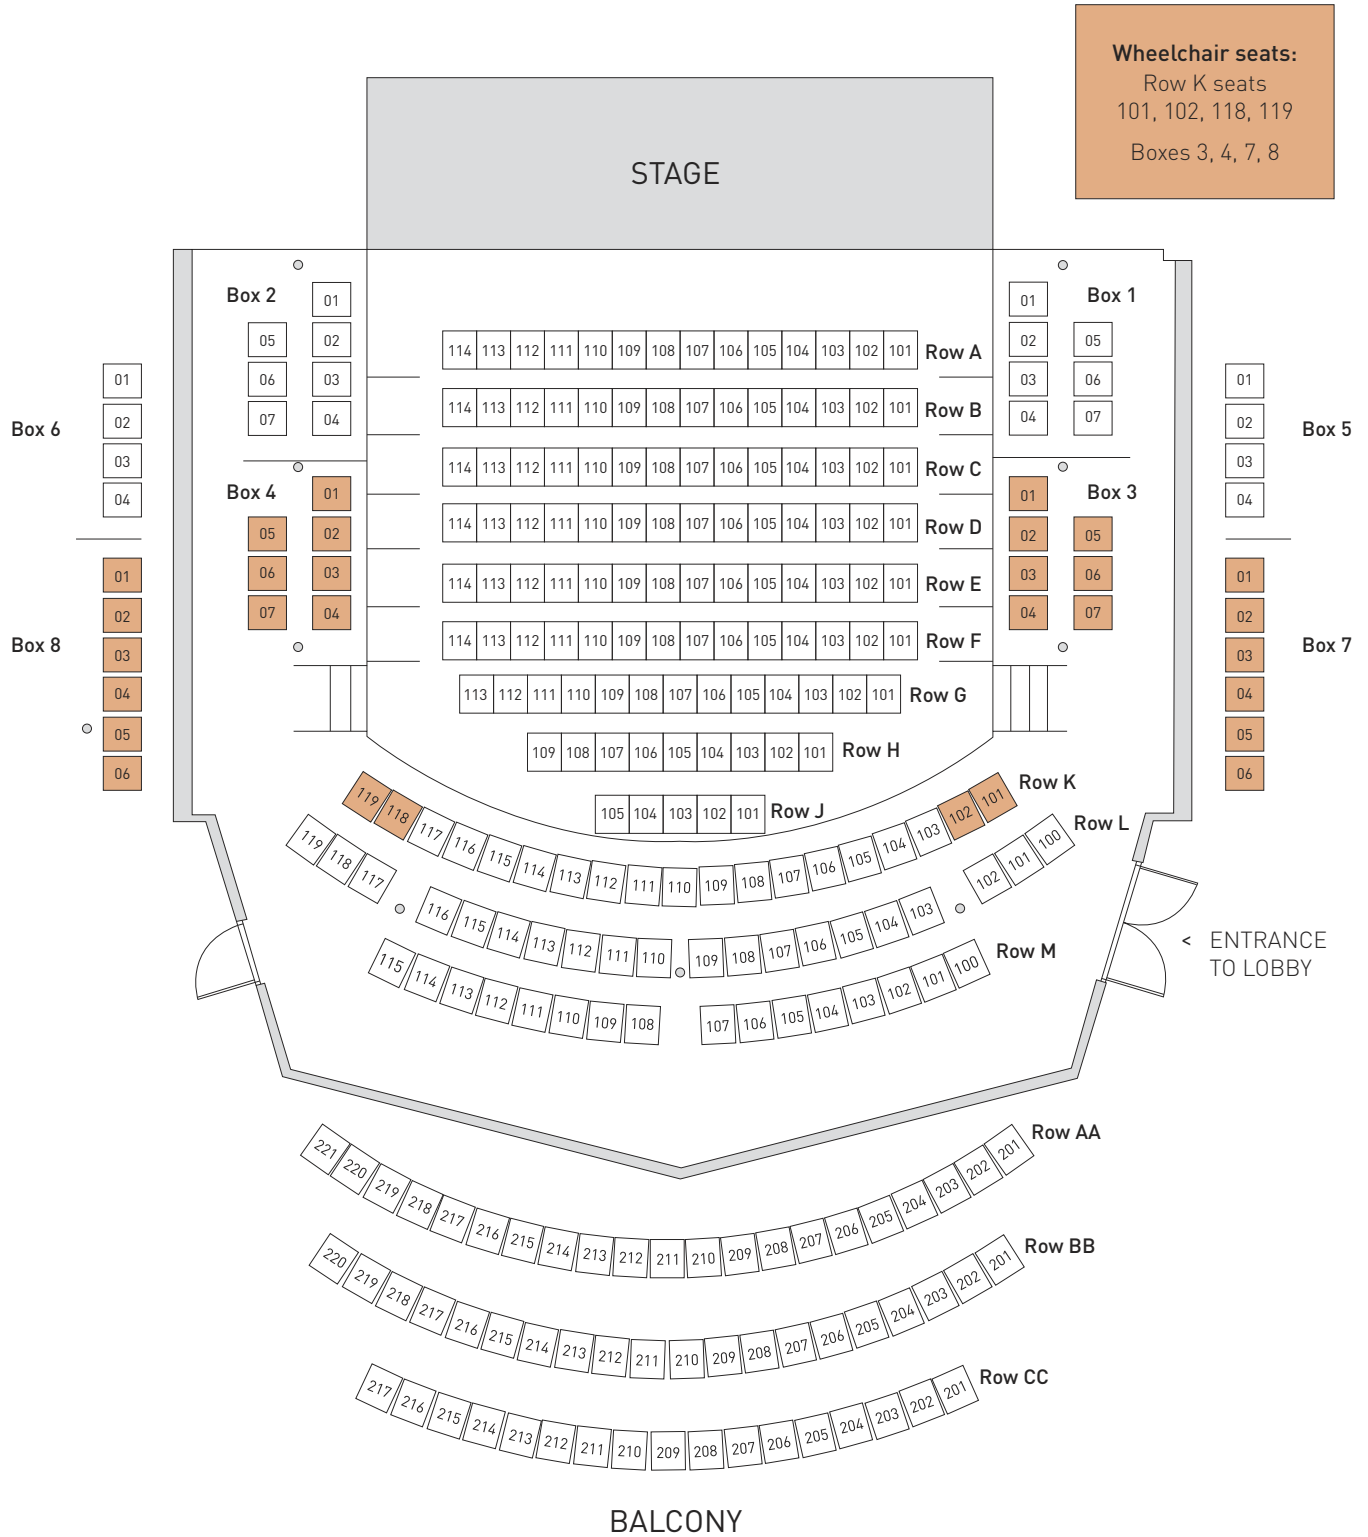 Wheelchair seats:
Row K seats
101, 102, 118, 119
Boxes 3, 4, 7, 8
STAGE
Box 2
01
05 02
06 03
07 04
Box 1
01
02 05
03 06
04 07
Box 6
01
02
03
04
Box 5
01
02
03
04
Box 4
01
05 02
06 03
07 04
Box 3
01
02 05
03 06
04 07
Box 8
01
02
03
04
05
06
Box 7
01
02
03
04
05
06
114 113 112 111 110 109 108 107 106 105 104 103 102 101 Row A
114 113 112 111 110 109 108 107 106 105 104 103 102 101 Row B
114 113 112 111 110 109 108 107 106 105 104 103 102 101 Row C
114 113 112 111 110 109 108 107 106 105 104 103 102 101 Row D
114 113 112 111 110 109 108 107 106 105 104 103 102 101 Row E
114 113 112 111 110 109 108 107 106 105 104 103 102 101 Row F
113 112 111 110 109 108 107 106 105 104 103 102 101 Row G
109 108 107 106 105 104 103 102 101 Row H
105 104 103 102 101 Row J
119 118 117 116 115 114 113 112 111 110 109 108 107 106 105 104 103 102 101 Row K
119 118 117 116 115 114 113 112 111 110 109 108 107 106 105 104 103 102 101 100 Row L
115 114 113 112 111 110 109 108 107 106 105 104 103 102 101 100 Row M
< ENTRANCE
TO LOBBY
221 220 219 218 217 216 215 214 213 212 211 210 209 208 207 206 205 204 203 202 201 Row AA
220 219 218 217 216 215 214 213 212 211 210 209 208 207 206 205 204 203 202 201 Row BB
217 216 215 214 213 212 211 210 209 208 207 206 205 204 203 202 201 Row CC
BALCONY